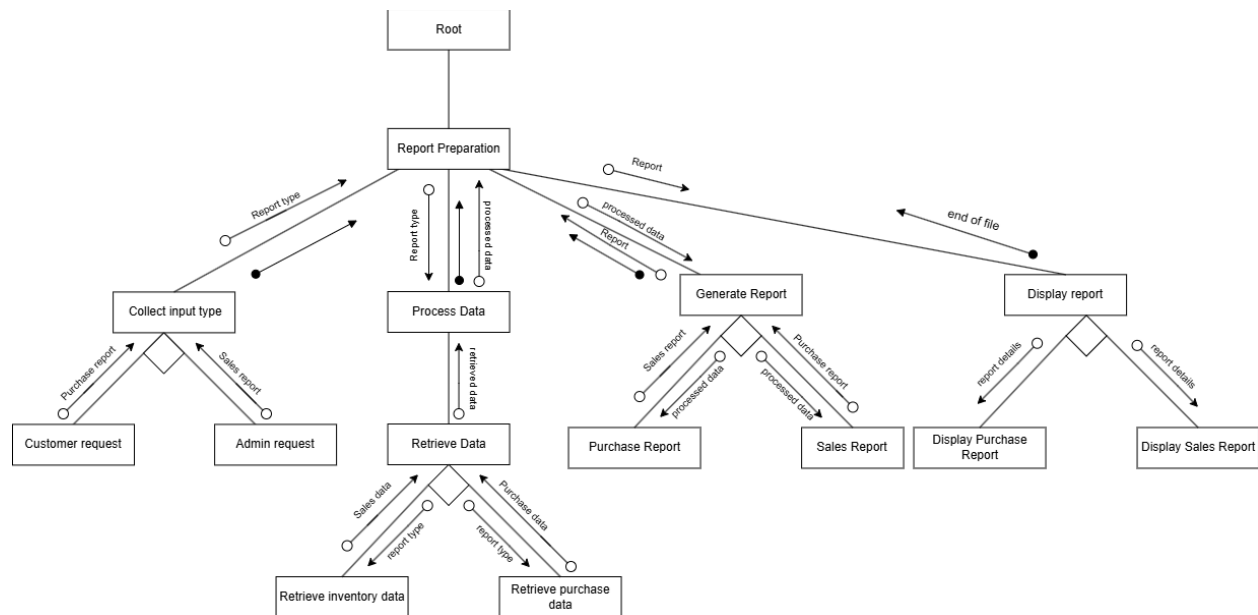 Root
Report Preparation
Report
Report type
Report type
processed data
processed data
Report
end of file
Collect input type
Process Data
Generate Report
Display report
Purchase report
Sales report
retrieved data
Sales report
processed data
processed data
Purchase report
report details
report details
Customer request
Admin request
Retrieve Data
Purchase Report
Sales Report
Display Purchase
Report
Display Sales Report
Sales data
report type
report type
Purchase data
Retrieve inventory data
Retrieve purchase
data